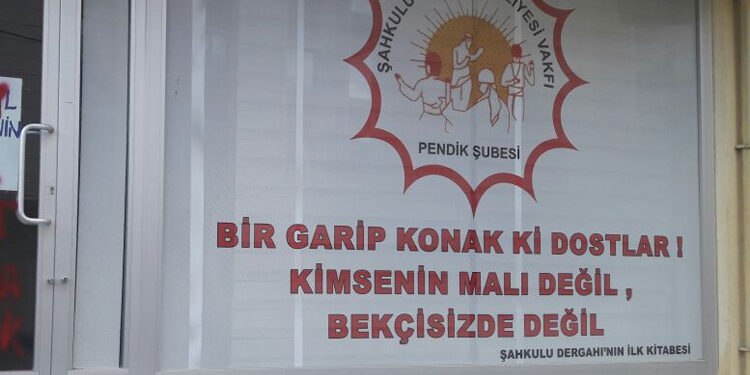 L
NİN
ŞAHKULU
İYESİ VAKFI
PENDİK ŞUBESİ
BİR GARİP KONAK Kİ DOSTLAR !
KİMSENİN MALI DEĞİL ,
BEKÇİSİZDE DEĞİL
ŞAHKULU DERGAHI'NIN İLK KİTABESİ